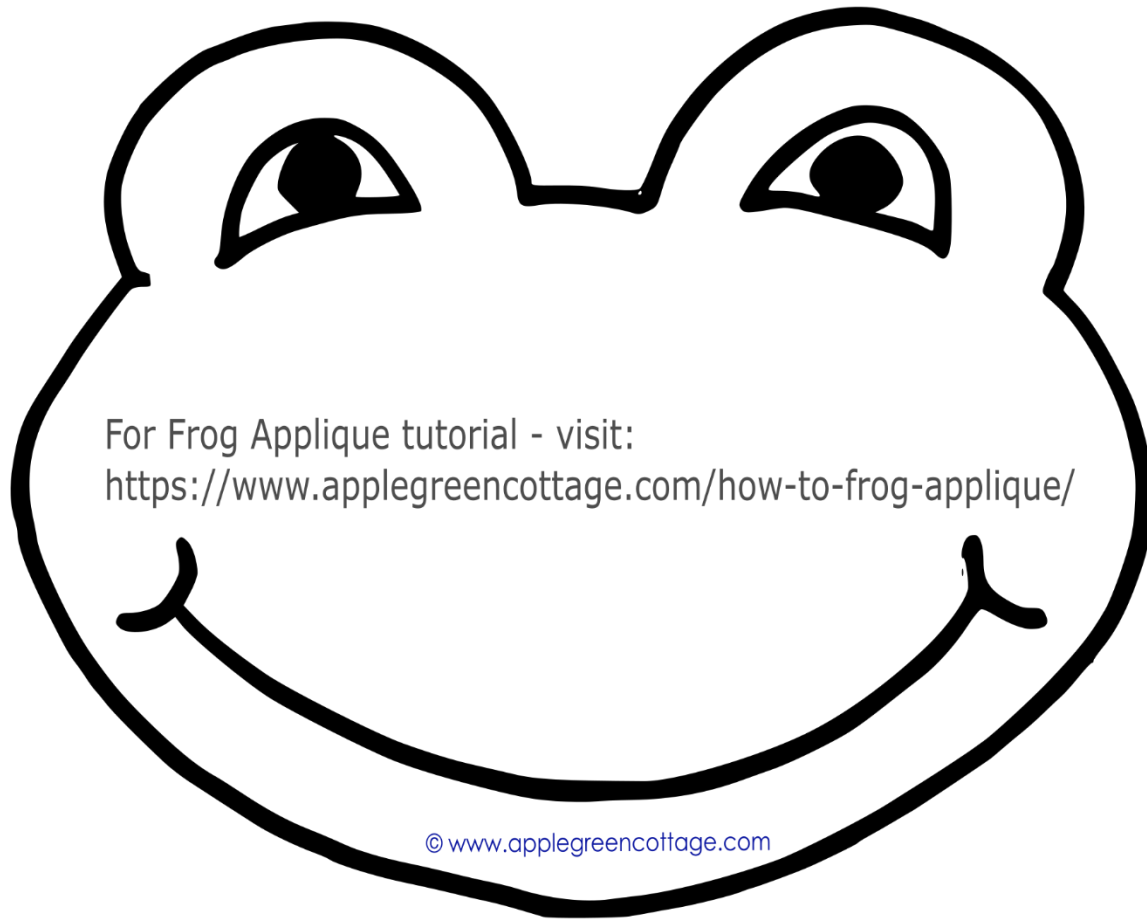 For Frog Applique tutorial - visit:
https://www.applegreencottage.com/how-to-frog-applique/
© www.applegreencottage.com